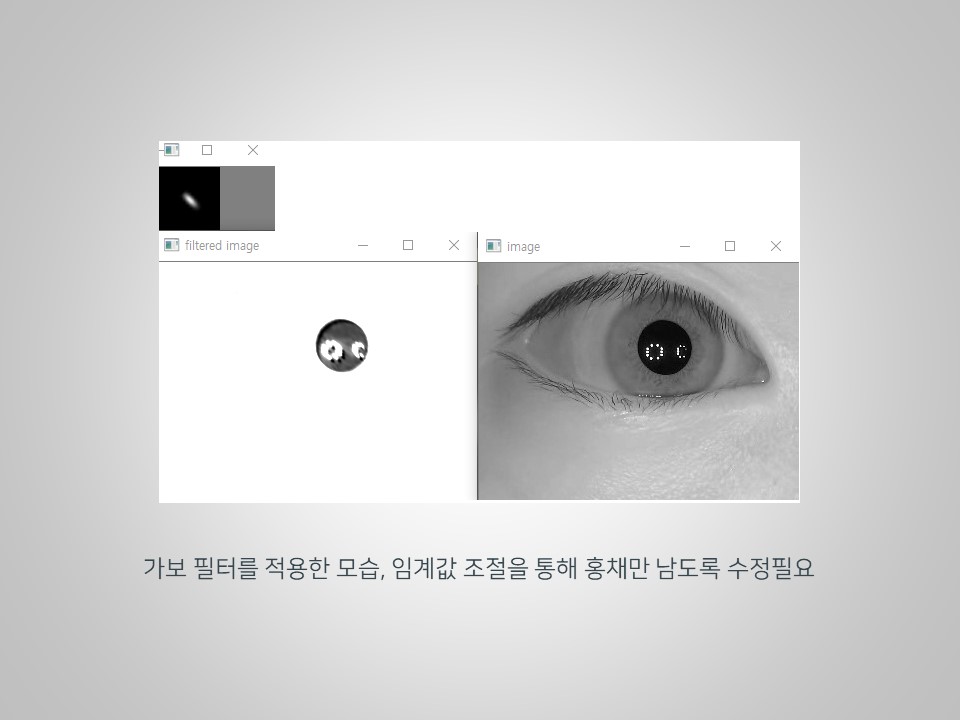 filtered image
image
가보 필터를 적용한 모습, 임계값 조절을 통해 홍채만 남도록 수정필요